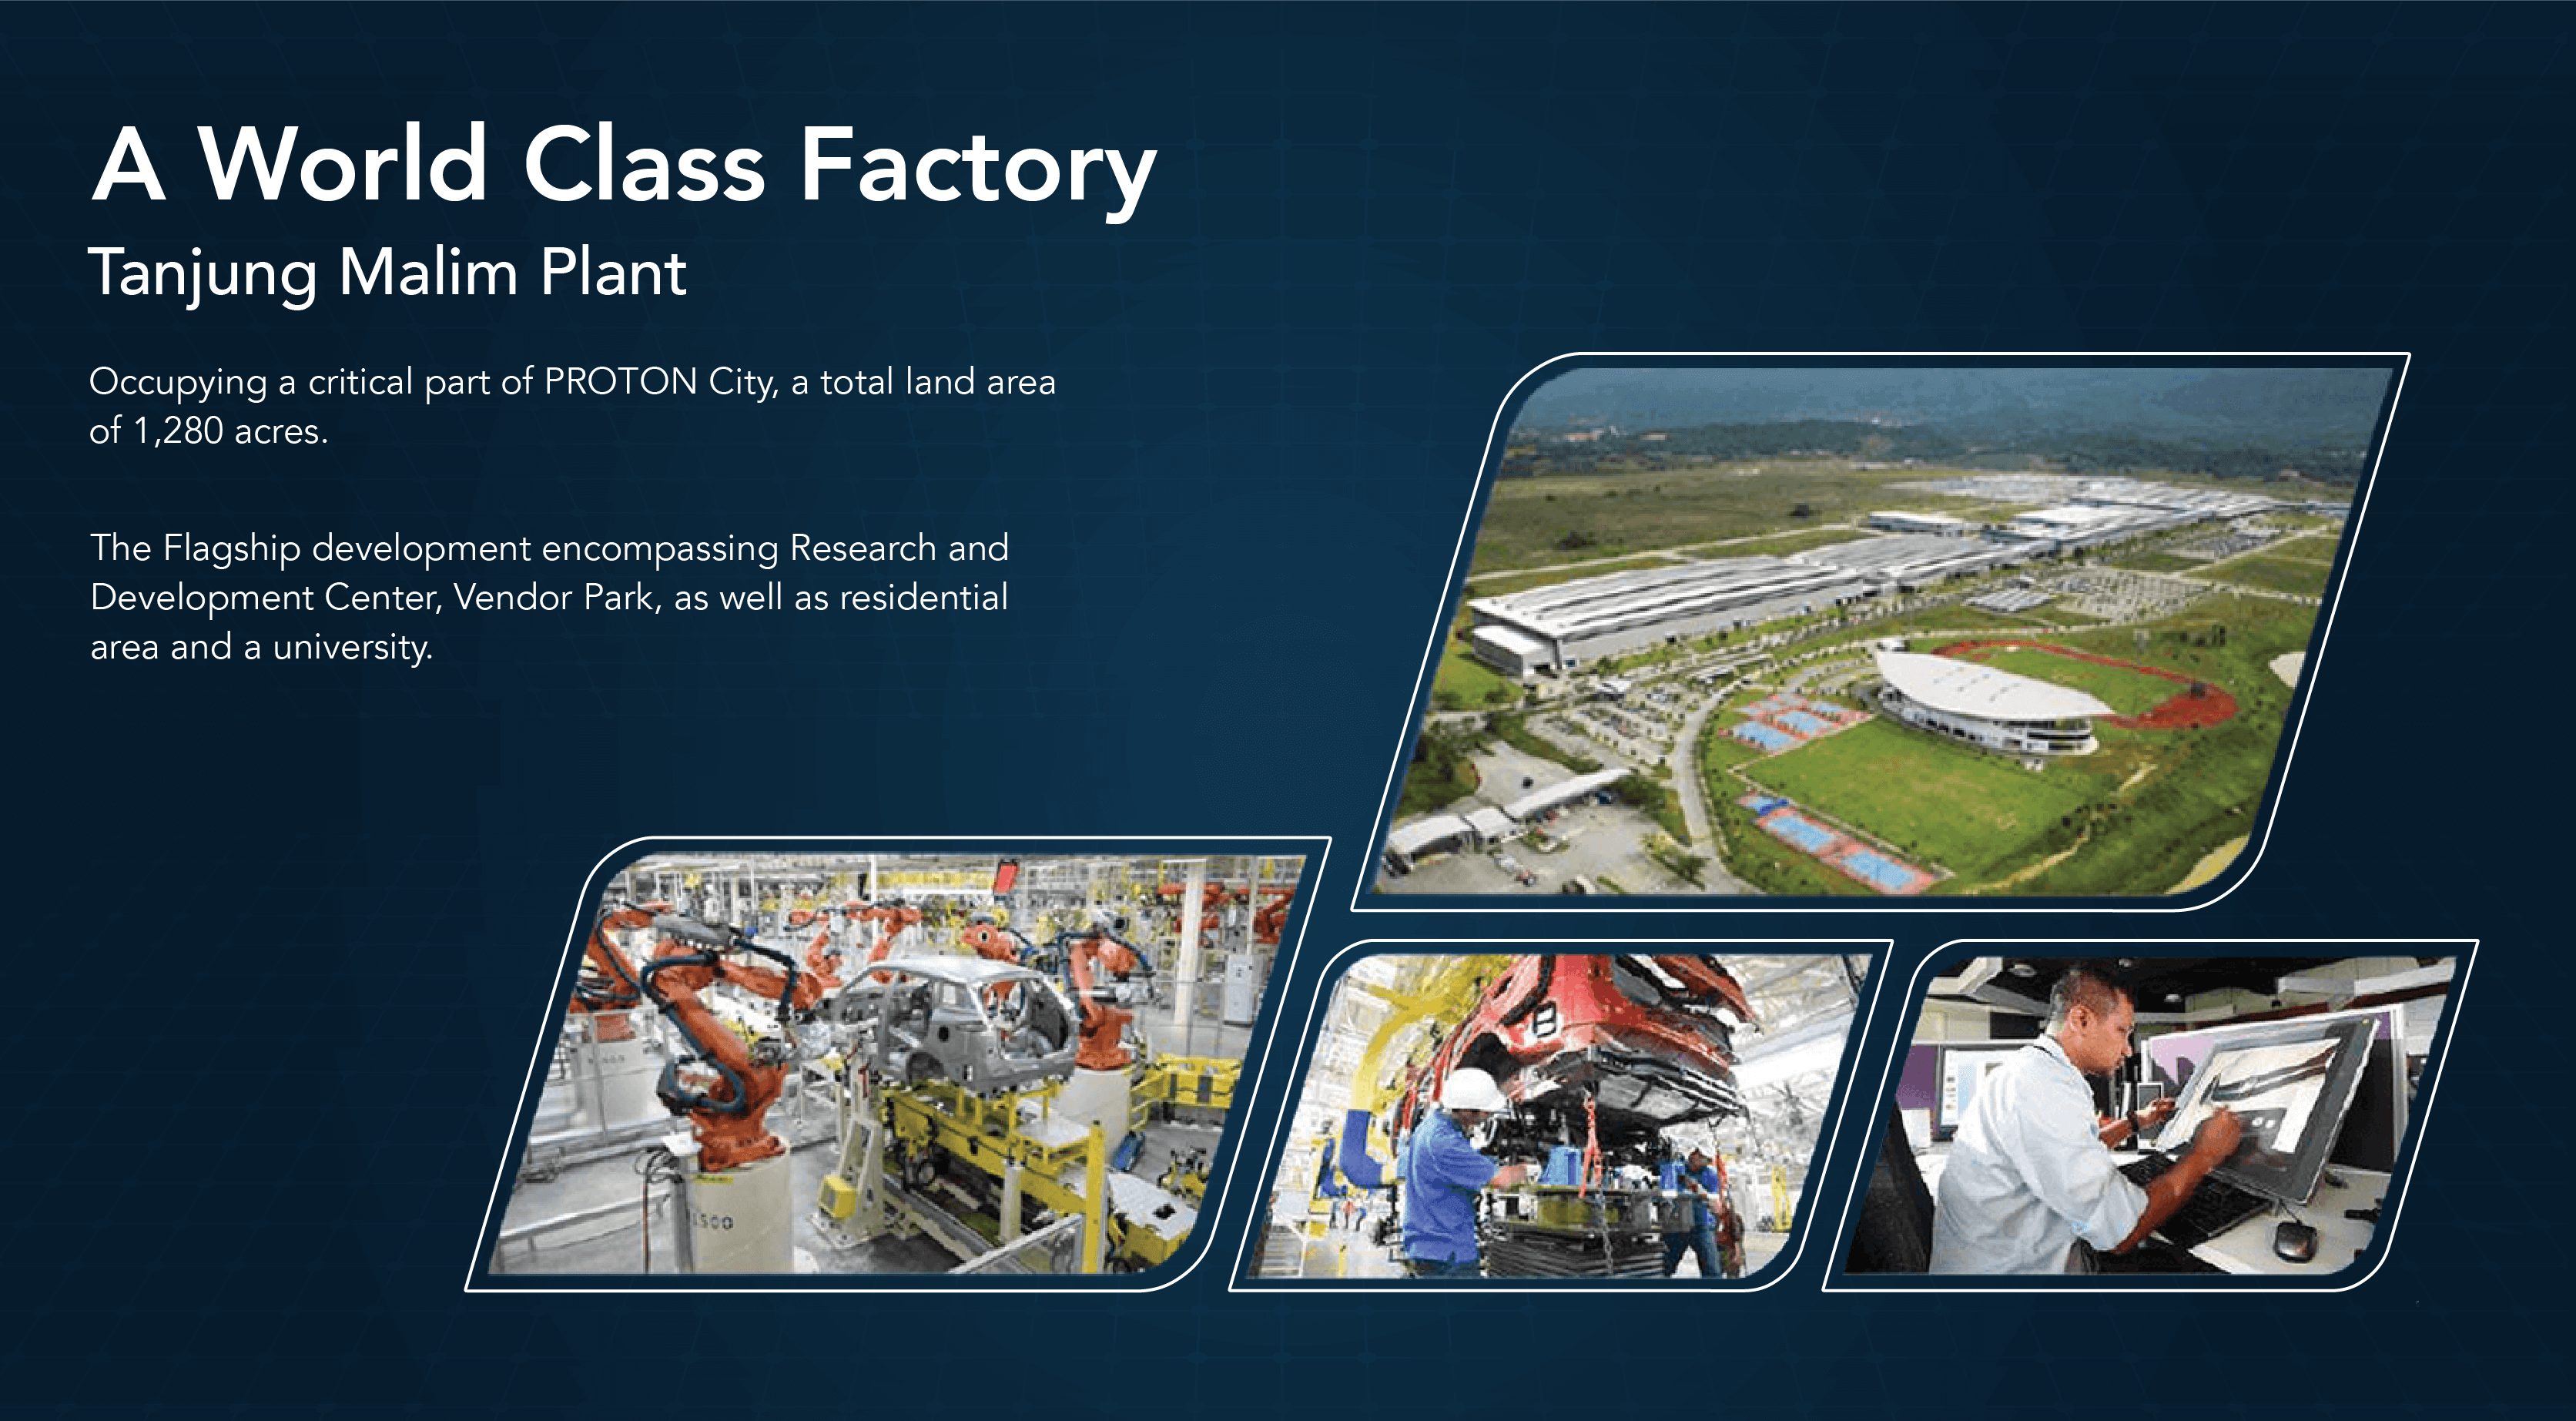 A World Class Factory
Tanjung Malim Plant
Occupying a critical part of PROTON City, a total land area
of 1,280 acres.
The Flagship development encompassing Research and
Development Center, Vendor Park, as well as residential
area and a university.